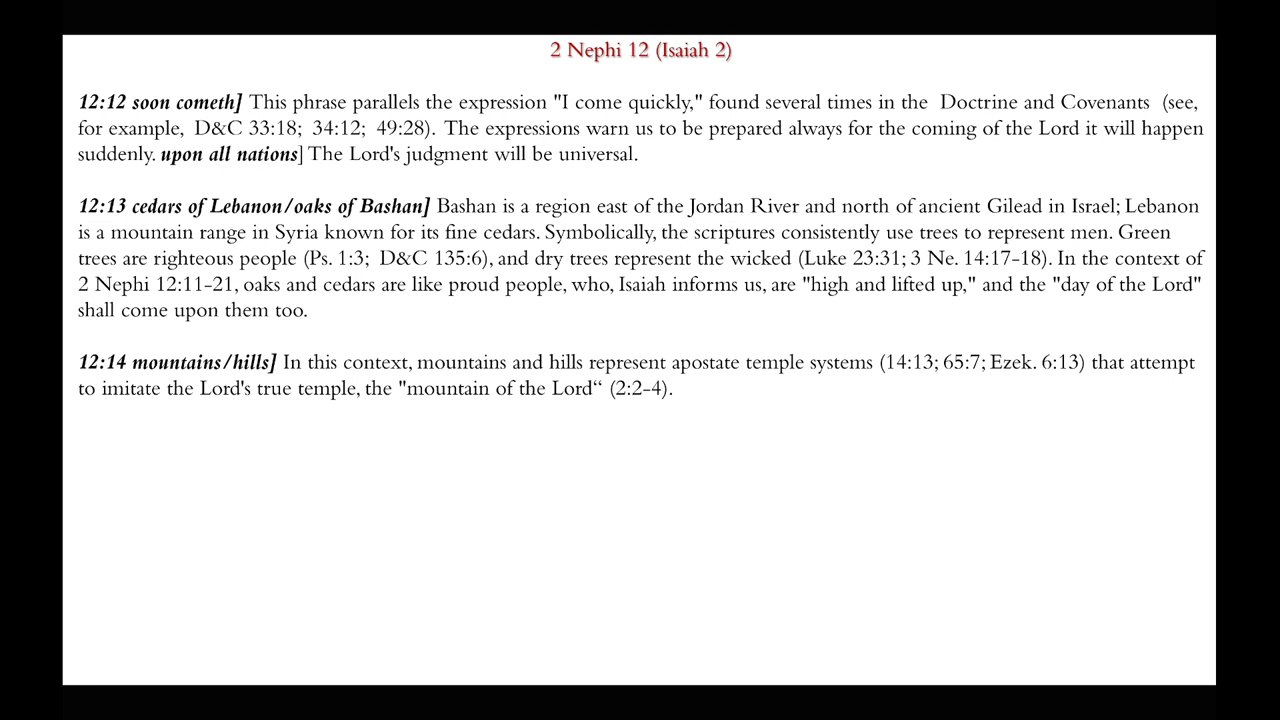 2 Nephi 12 (Isaiah 2)
12:12 soon cometh] This phrase parallels the expression "I come quickly," found several times in the Doctrine and Covenants (see,
for example, D&C 33:18; 34:12; 49:28). The expressions warn us to be prepared always for the coming of the Lord it will happen
suddenly. upon all nations] The Lord's judgment will be universal.
12:13 cedars of Lebanon/oaks of Bashan] Bashan is a region east of the Jordan River and north of ancient Gilead in Israel; Lebanon
is a mountain range in Syria known for its fine cedars. Symbolically, the scriptures consistently use trees to represent men. Green
trees are righteous people (Ps. 1:3; D&C 135:6), and dry trees represent the wicked (Luke 23:31; 3 Ne. 14:17-18). In the context of
2 Nephi 12:11-21, oaks and cedars are like proud people, who, Isaiah informs us, are "high and lifted up," and the "day of the Lord"
shall come upon them too.
12:14 mountains/hills] In this context, mountains and hills represent apostate temple systems (14:13; 65:7; Ezek. 6:13) that attempt
to imitate the Lord's true temple, the "mountain of the Lord“ (2:2-4).